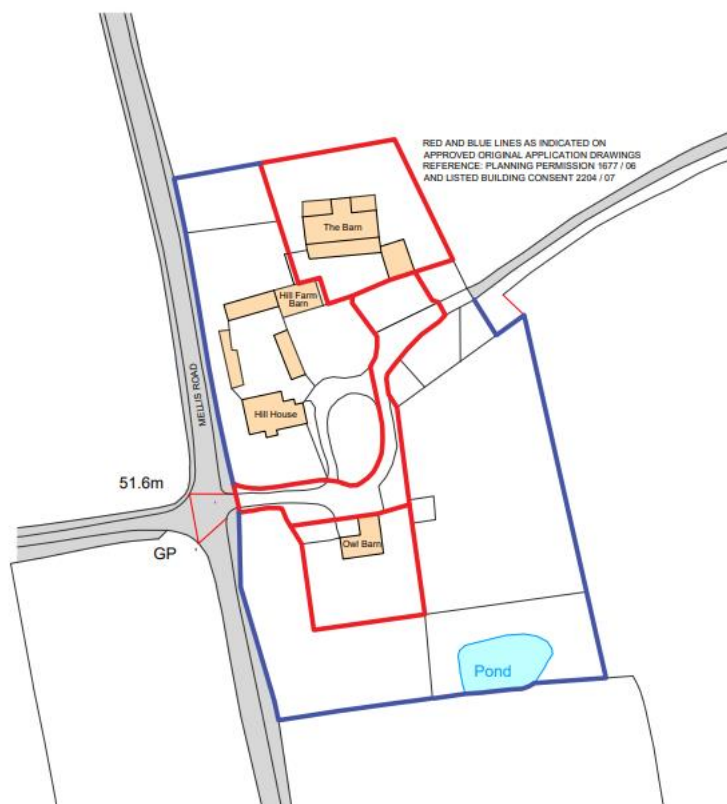 RED AND BLUE LINES AS INDICATED ON
APPROVED ORIGINAL APPLICATION DRAWINGS
REFERENCE: PLANNING PERMISSION 1677 / 06
AND LISTED BUILDING CONSENT 2204 / 07
The Barn
Hill Farm
Barn
MELLIS ROAD
Hill House
51.6m
GP
Owl Barn
Pond